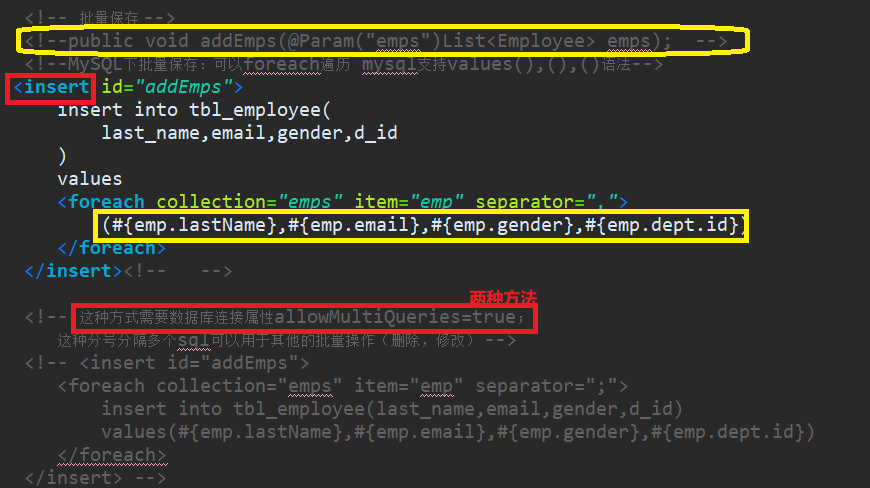 <!-- 批量保存 -->
<!--public void addEmps(@Param("emps")List<Employee> emps);  -->
<!--MySQL下批量保存：可以foreach遍历  mysql支持values(),(),()语法-->
<insert id="addEmps">
insert into tbl_employee(
last_name,email,gender,d_id
)
values
<foreach collection="emps" item="emp" separator=",">
(#{emp.lastName},#{emp.email},#{emp.gender},#{emp.dept.id})
</foreach>
</insert><!--   -->
两种方法
<!-- 这种方式需要数据库连接属性allowMultiQueries=true；
这种分号分隔多个sql可以用于其他的批量操作（删除，修改） -->
<!-- <insert id="addEmps">
<foreach collection="emps" item="emp" separator=";">
insert into tbl_employee(last_name,email,gender,d_id)
values(#{emp.lastName},#{emp.email},#{emp.gender},#{emp.dept.id})
</foreach>
</insert> -->